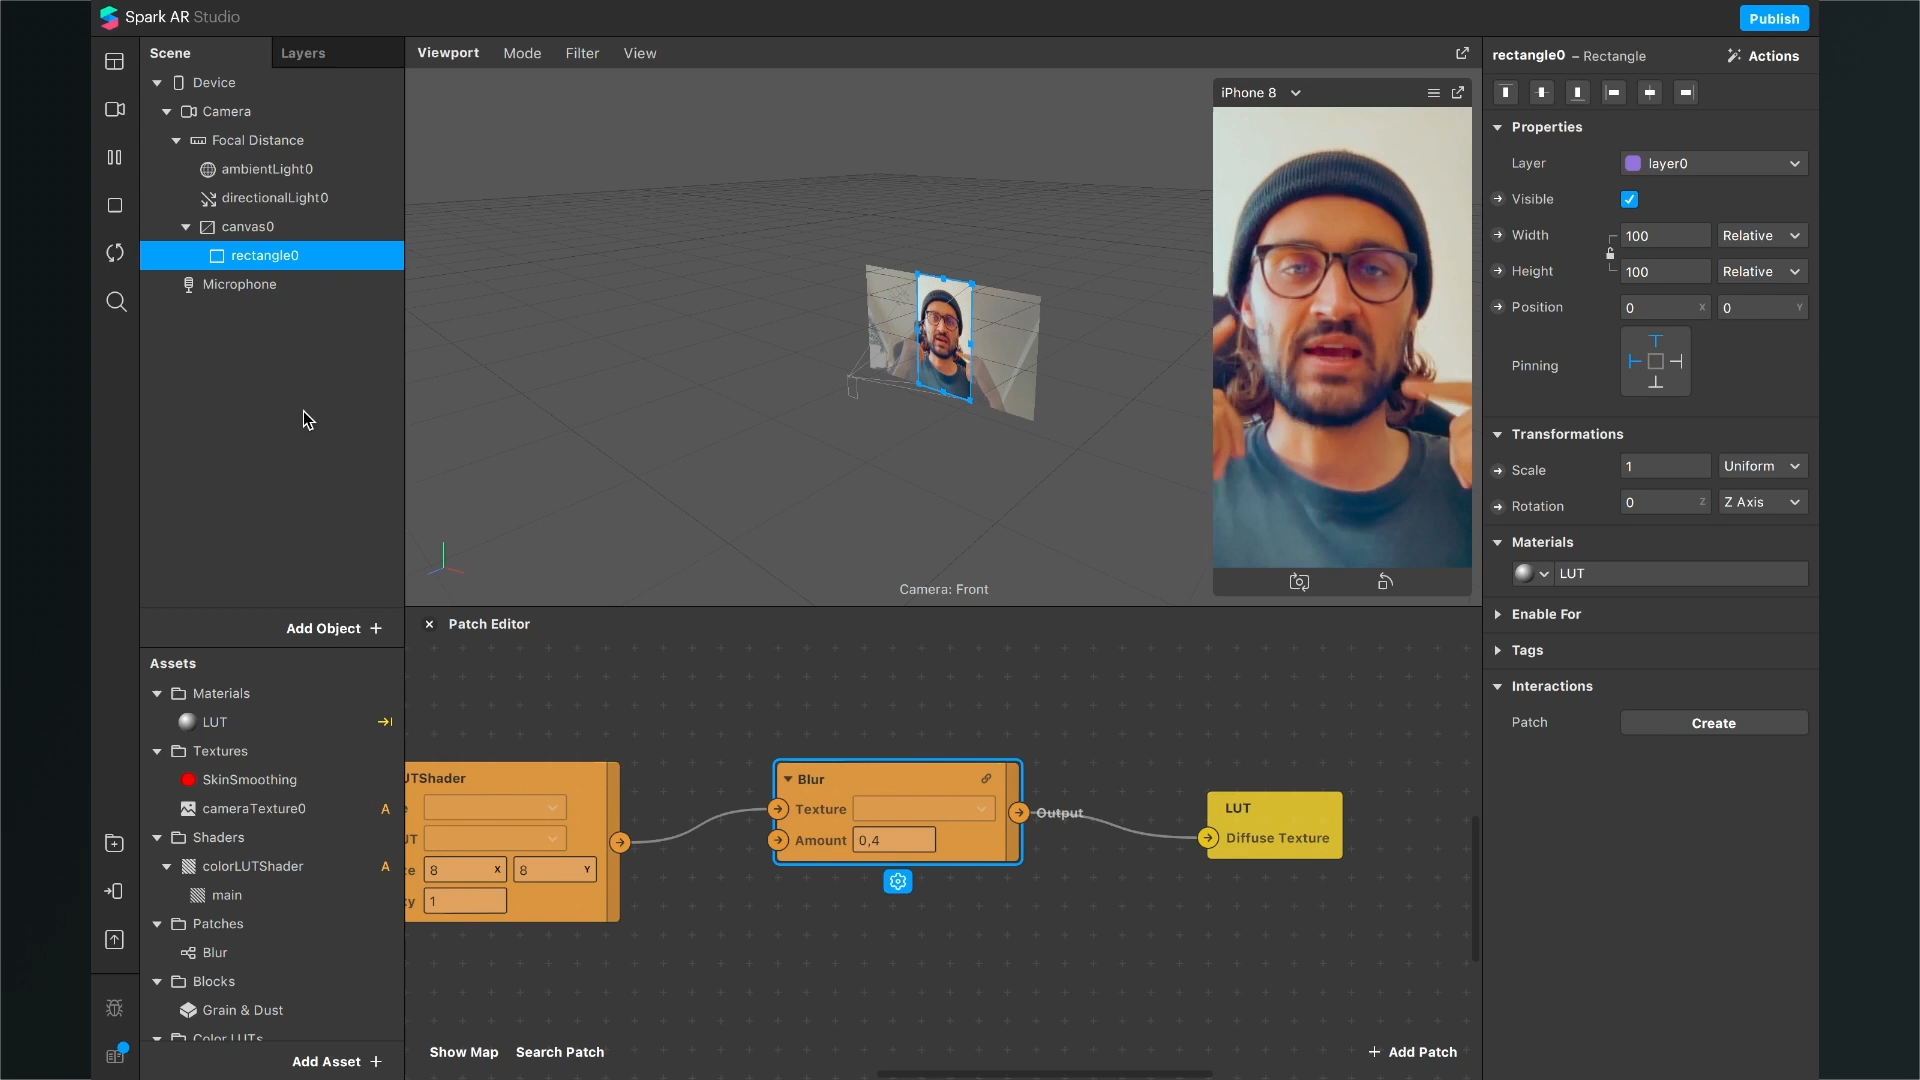 Spark AR Studio
Publish
Scene
Layers
Device
Camera
Focal Distance
ambientLight0
directionalLight0
canvas0
rectangle0
Microphone
Add Object +
Assets
Materials
LUT
Textures
SkinSmoothing
cameraTexture0 A
Shaders
colorLUTShader A
main
Patches
Blur
Blocks
Grain & Dust
Color LUTs
Add Asset +
Viewport Mode Filter View
iPhone 8
Camera: Front
Patch Editor
UTShader
e
UT
e 8 X 8 Y
y 1
Blur
Texture
Amount 0,4
Output
LUT
Diffuse Texture
Show Map Search Patch
+ Add Patch
rectangle0 – Rectangle
Actions
Properties
Layer layer0
Visible
Width 100 Relative
Height 100 Relative
Position 0 X 0 Y
Pinning
Transformations
Scale 1 Uniform
Rotation 0 Z Z Axis
Materials
LUT
Enable For
Tags
Interactions
Patch Create